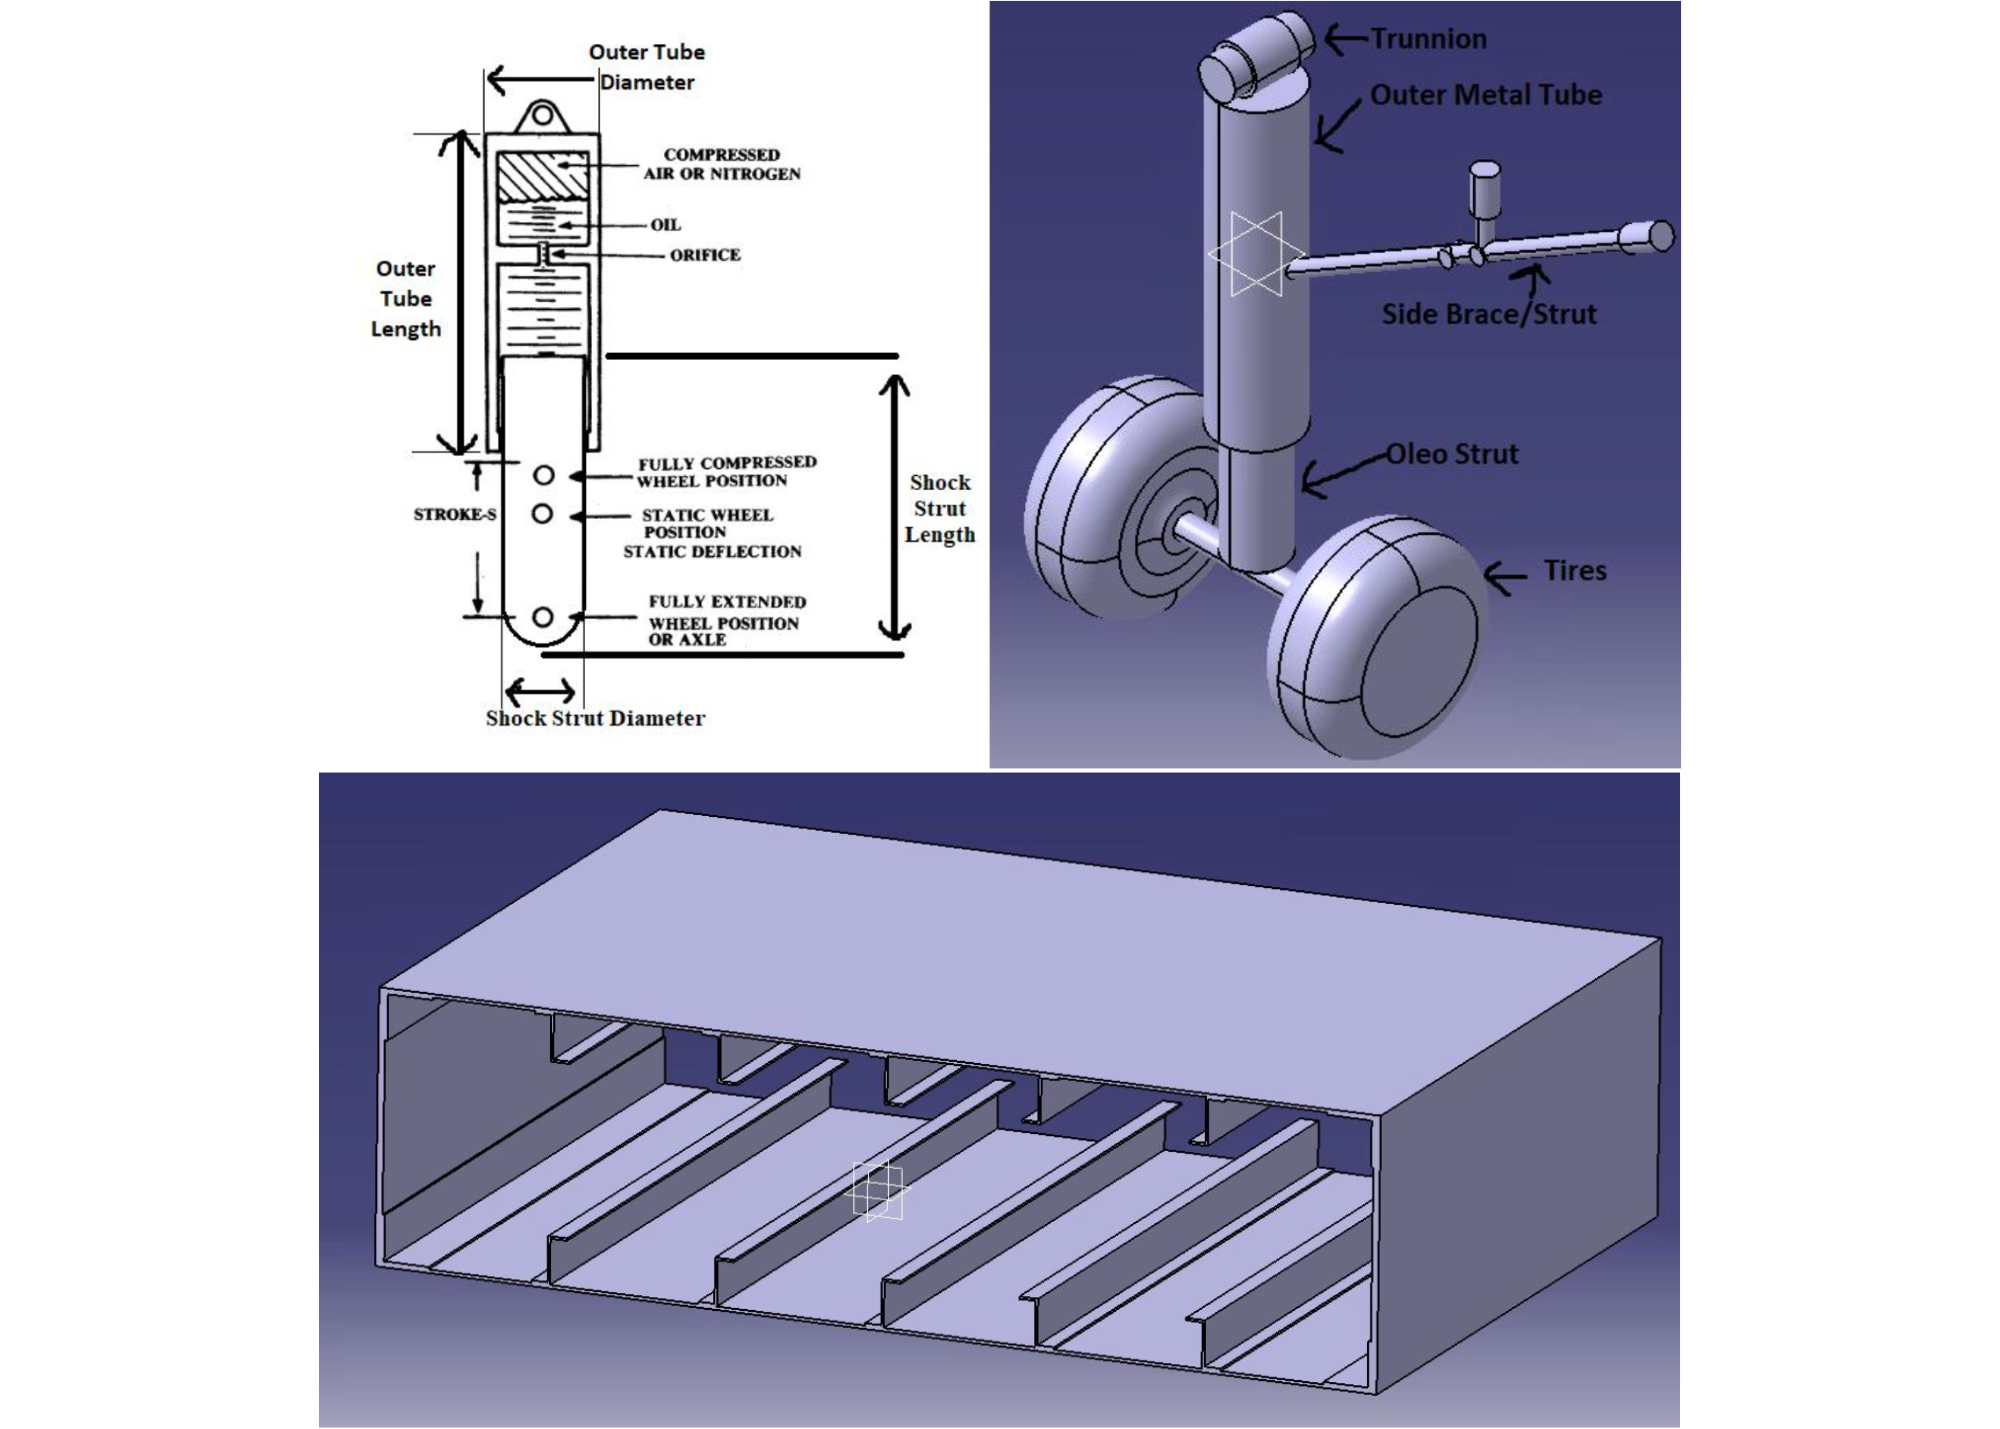 Outer Tube
Diameter
COMPRESSED
AIR OR NITROGEN
OIL
ORIFICE
Outer
Tube
Length
FULLY COMPRESSED
WHEEL POSITION
STROKE-S
STATIC WHEEL
POSITION
STATIC DEFLECTION
FULLY EXTENDED
WHEEL POSITION
OR AXLE
Shock
Strut
Length
Shock Strut Diameter
Trunnion
Outer Metal Tube
Side Brace/Strut
Oleo Strut
Tires